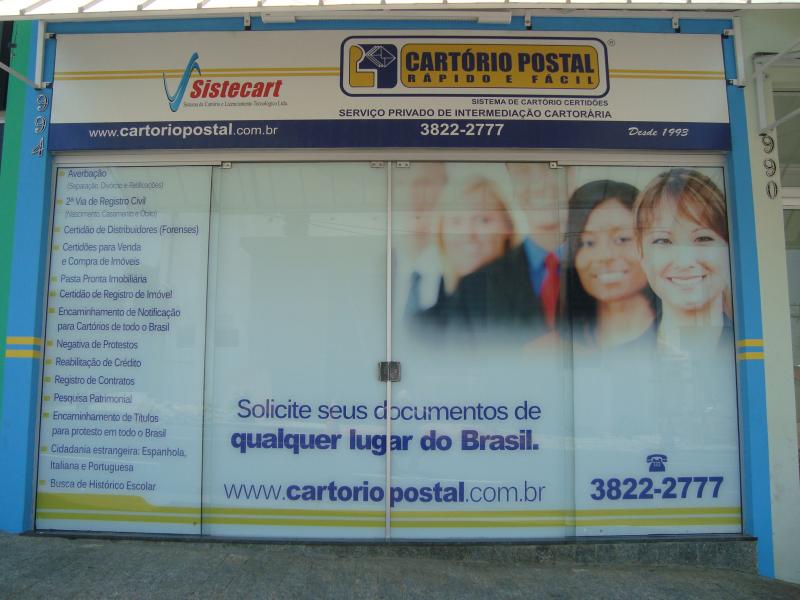 Sistecart
Sistema de Cartório e Licenciamento Tecnológico Ltda.
CARTÓRIO POSTAL ®
RÁPIDO E FÁCIL
SISTEMA DE CARTÓRIO CERTIDÕES
SERVIÇO PRIVADO DE INTERMEDIAÇÃO CARTORÁRIA
www.cartoriopostal.com.br 3822-2777 Desde 1993
994
990
Averbação
(Separação, Divórcio e Retificações)
2ª Via de Registro Civil
(Nascimento, Casamento e Óbito)
Certidão de Distribuidores (Forenses)
Certidões para Venda
e Compra de Imóveis
Pasta Pronta Imobiliária
Certidão de Registro de Imóvel
Encaminhamento de Notificação
para Cartórios de todo o Brasil
Negativa de Protestos
Reabilitação de Crédito
Registro de Contratos
Pesquisa Patrimonial
Encaminhamento de Títulos
para protesto em todo o Brasil
Cidadania estrangeira: Espanhola,
Italiana e Portuguesa
Busca de Histórico Escolar
Solicite seus documentos de
qualquer lugar do Brasil.
www.cartoriopostal.com.br
3822-2777